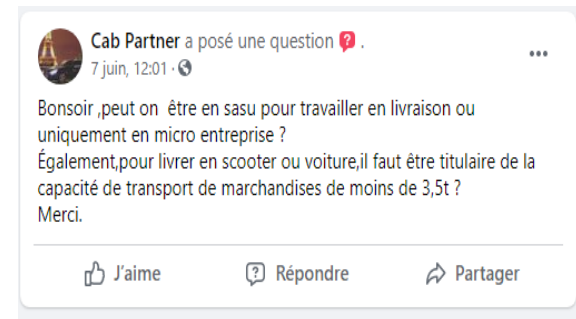 Cab Partner a posé une question ? .
7 juin, 12:01 ·
Bonsoir ,peut on être en sasu pour travailler en livraison ou
uniquement en micro entreprise ?
Également,pour livrer en scooter ou voiture,il faut être titulaire de la
capacité de transport de marchandises de moins de 3,5t ?
Merci.
J'aime
Répondre
Partager